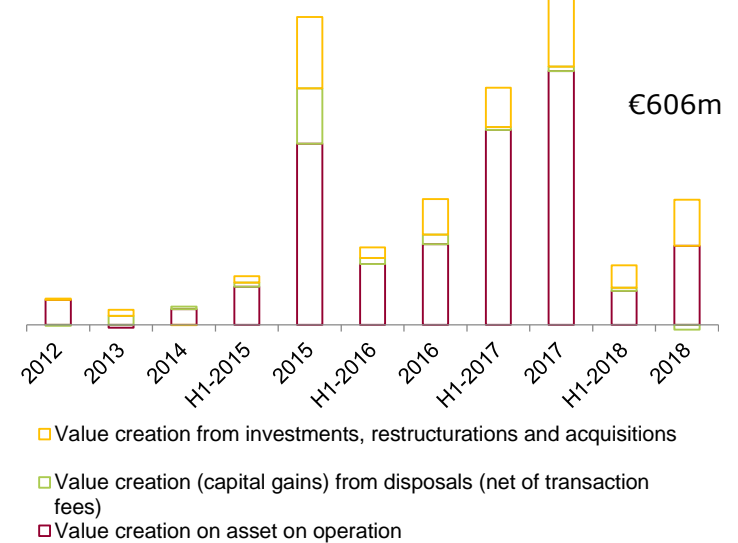 €606m
2012
2013
2014
H1-2015
2015
H1-2016
2016
H1-2017
2017
H1-2018
2018
Value creation from investments, restructurations and acquisitions
Value creation (capital gains) from disposals (net of transaction
fees)
Value creation on asset on operation